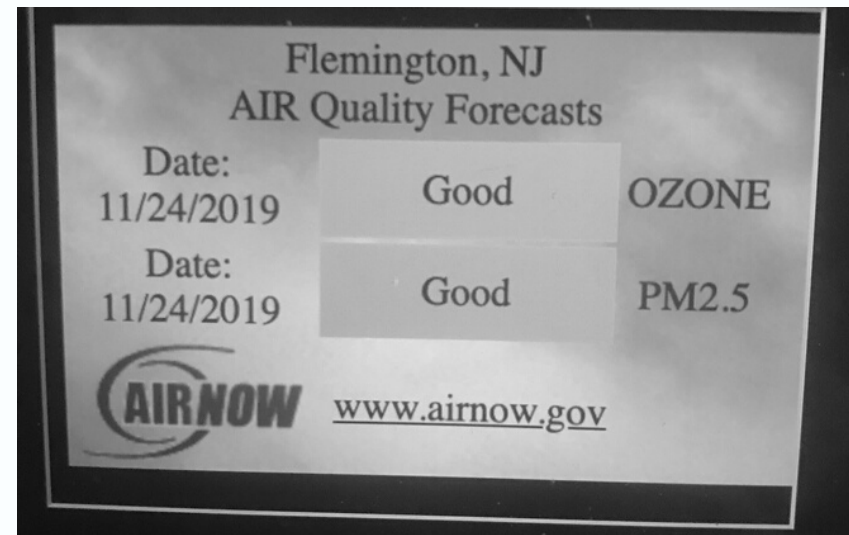 Flemington, NJ
AIR Quality Forecasts
Date:
11/24/2019
Good
OZONE
Date:
11/24/2019
Good
PM2.5
AIRNOW
www.airnow.gov